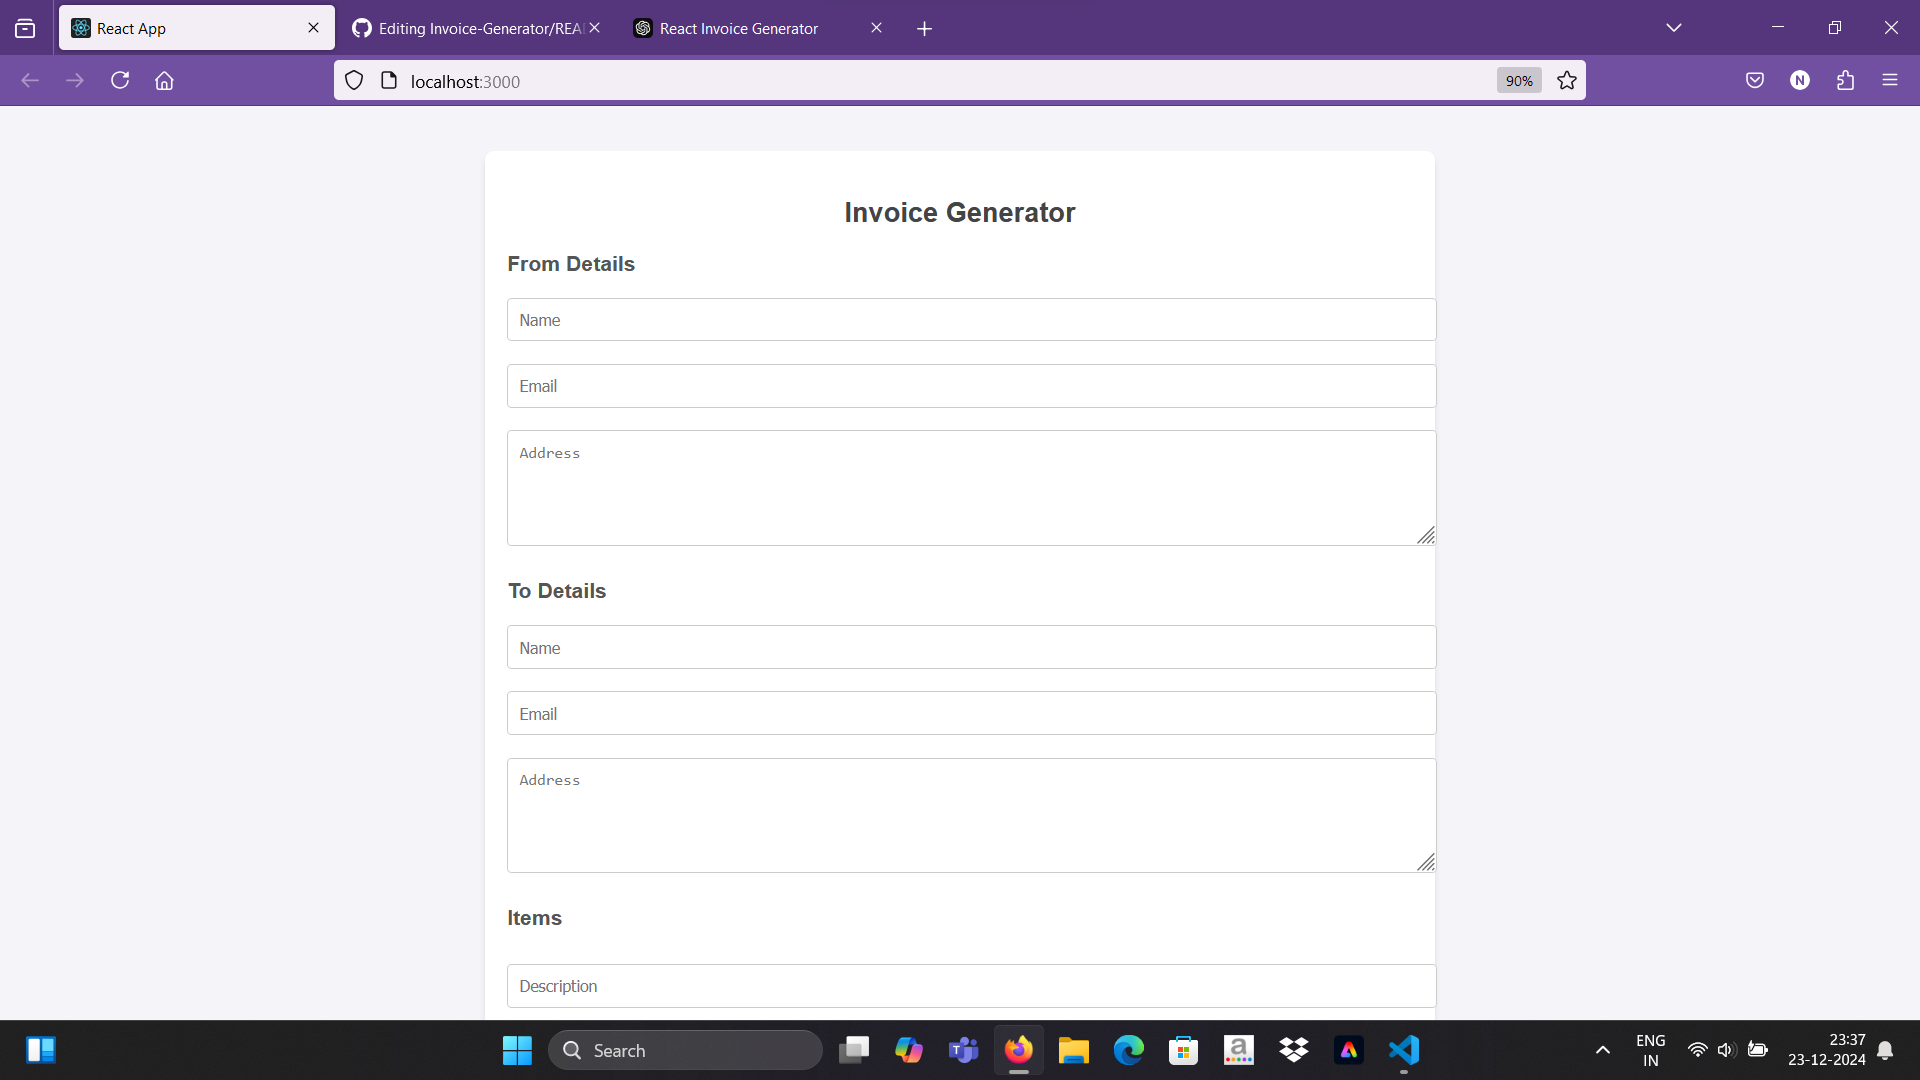 React App
Editing Invoice-Generator/REA
React Invoice Generator
localhost:3000
90%
N
Invoice Generator
From Details
Name
Email
Address
To Details
Name
Email
Address
Items
Description
Search
T
a
ENG
IN
23:37
23-12-2024